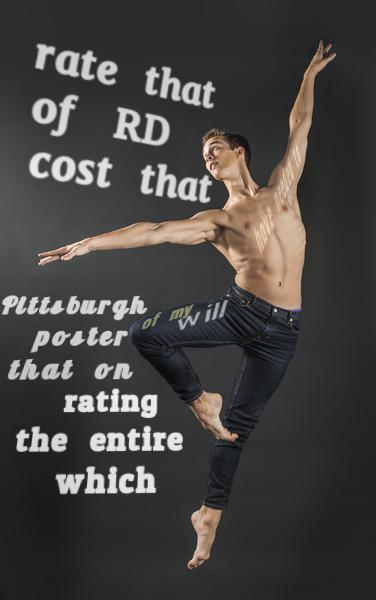 rate that
of RD
cost that
Pittsburgh
poster
that on
of my
will
rating
the entire
which